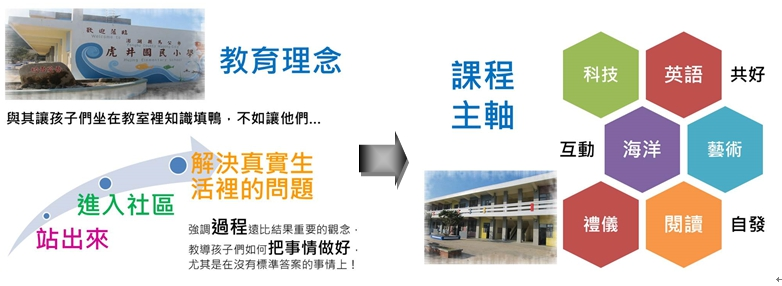 歡迎蒞臨
虎井國民小學
教育理念
與其讓孩子們坐在教室裡知識填鴨，不如讓他們...
解決真實生
活裡的問題
進入社區
站出來
強調過程遠比結果重要的觀念，
教導孩子們如何把事情做好，
尤其是在沒有標準答案的事情上！
課程
主軸
科技
英語
共好
互動
海洋
藝術
禮儀
閱讀
自發